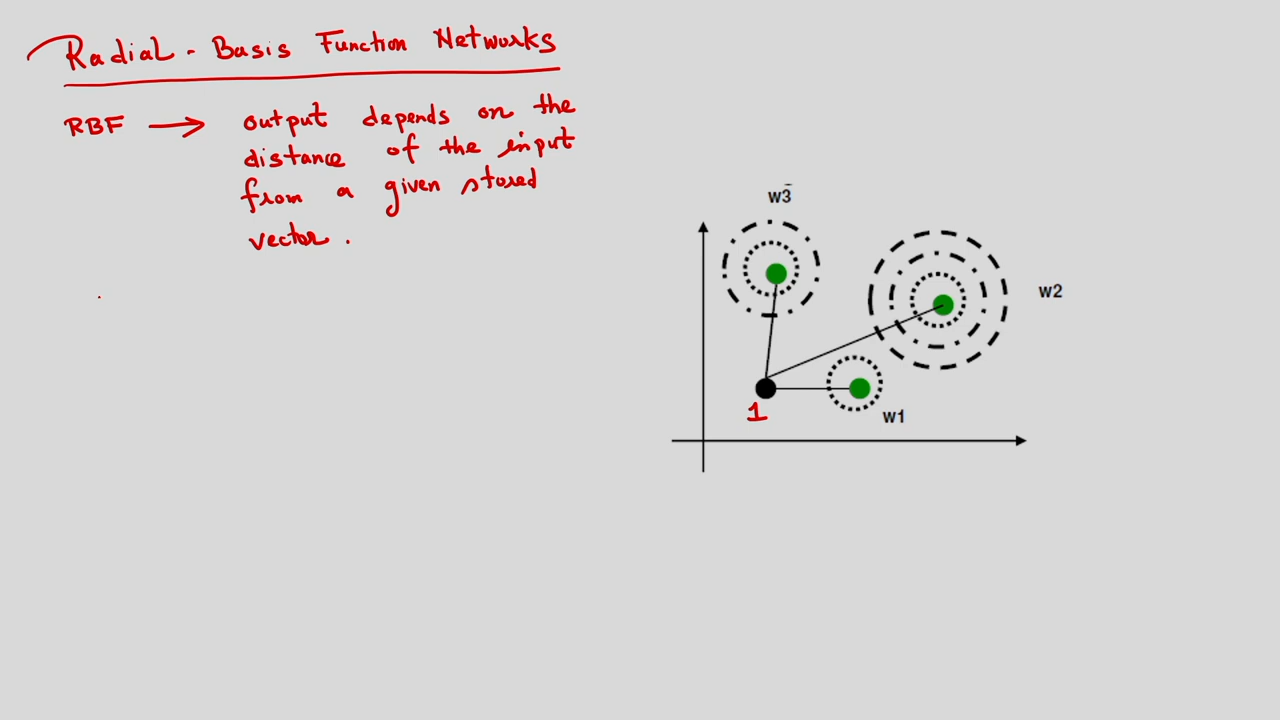 Radial - Basis Function Networks
RBF → output depends on the
distance of the input
from a given stored
vector.
w3
w2
1
w1